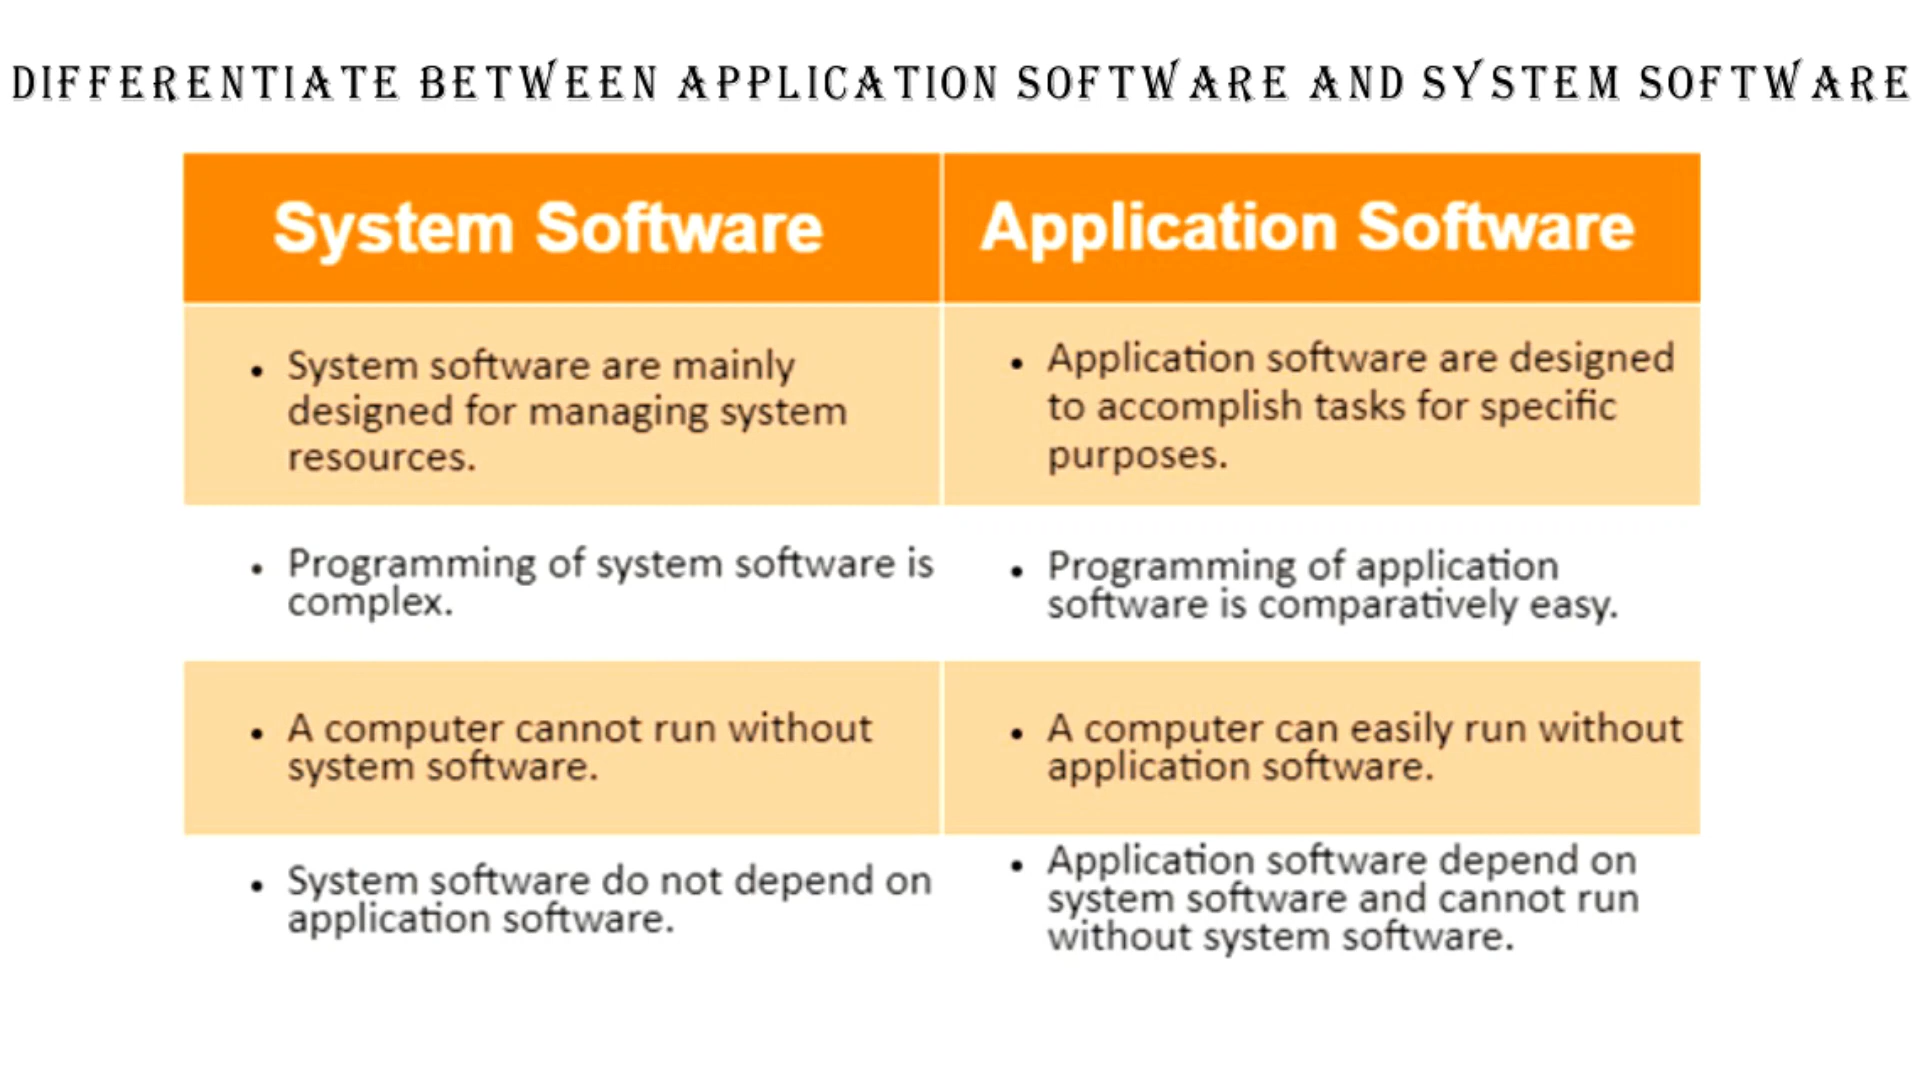 DIFFERENTIATE BETWEEN APPLICATION SOFTWARE AND SYSTEM SOFTWARE
System Software
Application Software
• System software are mainly
designed for managing system
resources.
• Application software are designed
to accomplish tasks for specific
purposes.
• Programming of system software is
complex.
• Programming of application
software is comparatively easy.
• A computer cannot run without
system software.
• A computer can easily run without
application software.
• System software do not depend on
application software.
• Application software depend on
system software and cannot run
without system software.